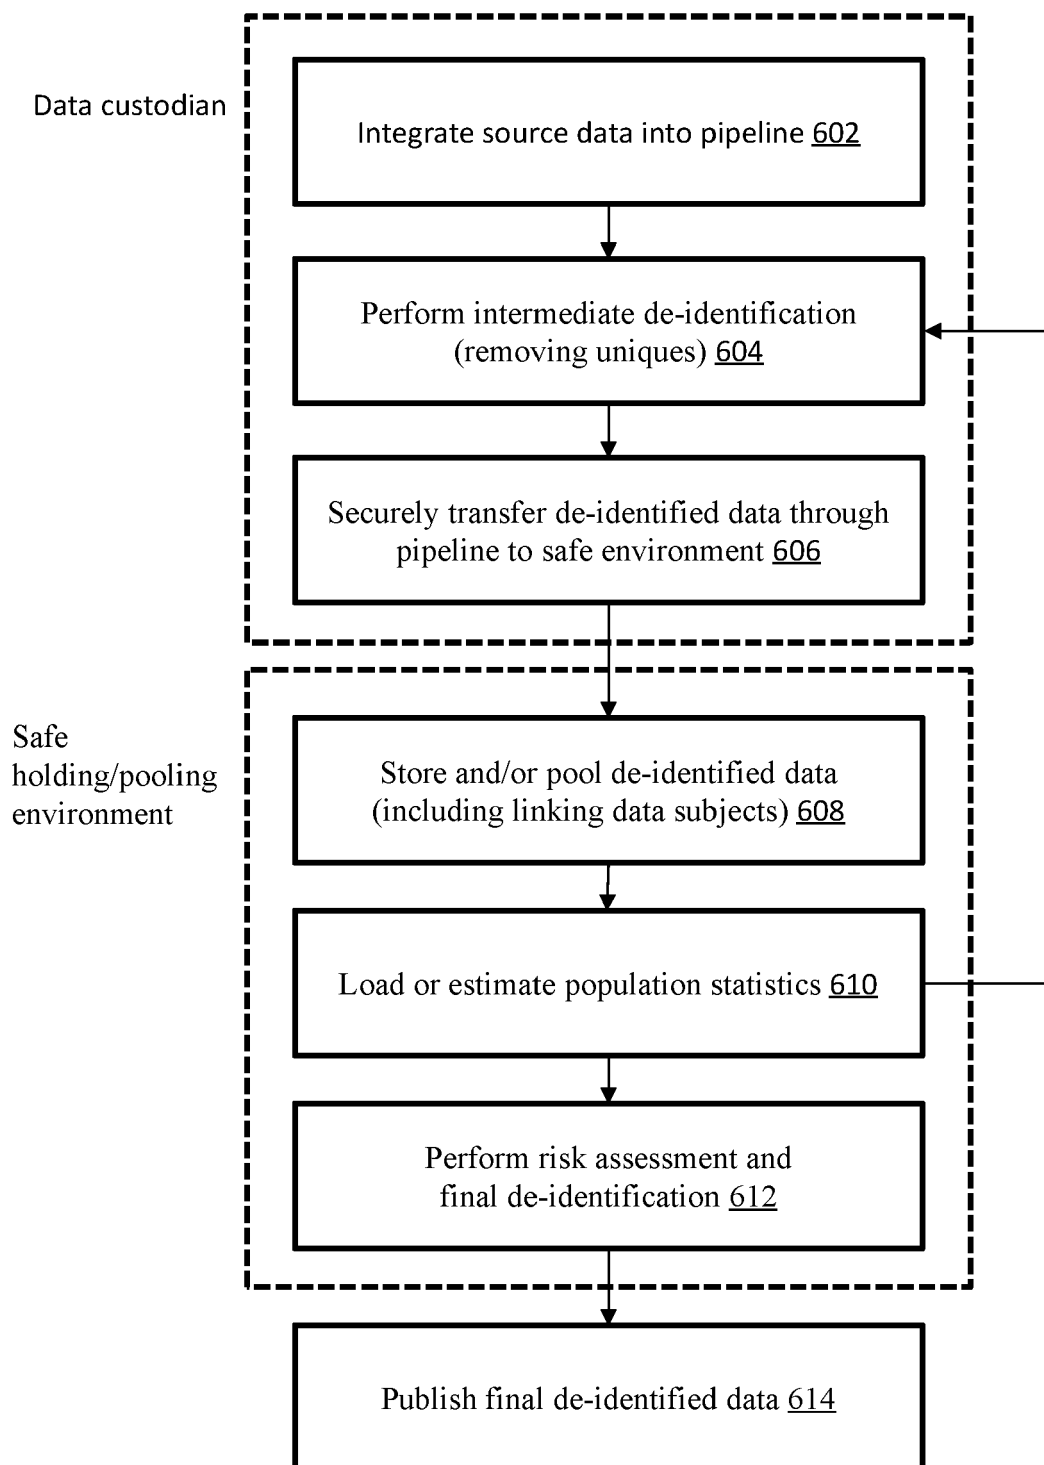 Data custodian
Integrate source data into pipeline 602
Perform intermediate de-identification
(removing uniques) 604
Securely transfer de-identified data through
pipeline to safe environment 606
Safe
holding/pooling
environment
Store and/or pool de-identified data
(including linking data subjects) 608
Load or estimate population statistics 610
Perform risk assessment and
final de-identification 612
Publish final de-identified data 614